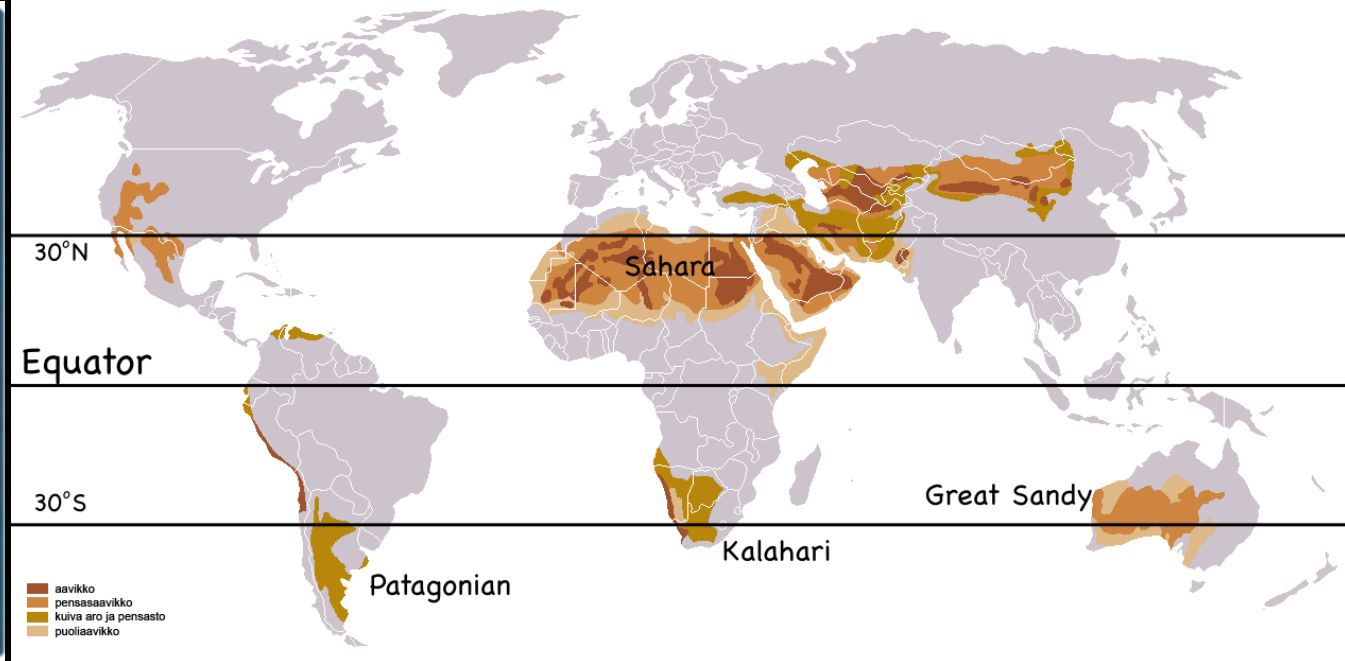 30°N
Sahara
Equator
30°S
Great Sandy
Kalahari
Patagonian
aavikko
pensasaavikko
kuiva aro ja pensasto
puoliaavikko